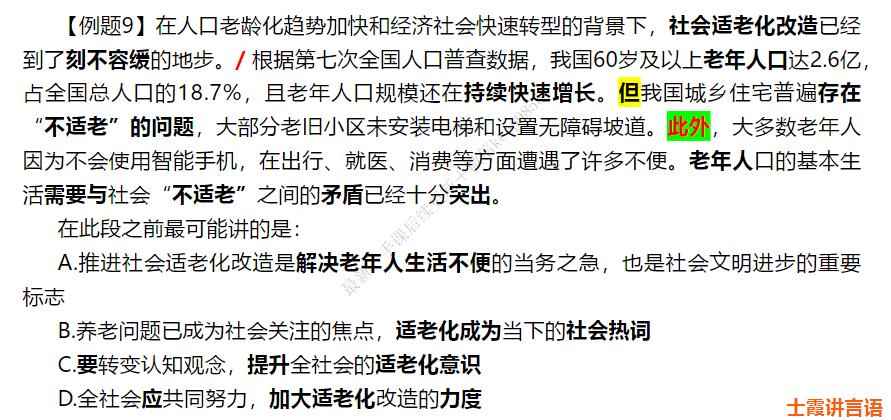 【例题9】在人口老龄化趋势加快和经济社会快速转型的背景下，社会适老化改造已经
到了刻不容缓的地步。/ 根据第七次全国人口普查数据，我国60岁及以上老年人口达2.6亿，
占全国总人口的18.7%，且老年人口规模还在持续快速增长。但我国城乡住宅普遍存在
“不适老”的问题，大部分老旧小区未安装电梯和设置无障碍坡道。此外，大多数老年人
因为不会使用智能手机，在出行、就医、消费等方面遭遇了许多不便。老年人口的基本生
活需要与社会“不适老”之间的矛盾已经十分突出。
在此段之前最可能讲的是：
A.推进社会适老化改造是解决老年人生活不便的当务之急，也是社会文明进步的重要
标志
B.养老问题已成为社会关注的焦点，适老化成为当下的社会热词
C.要转变认知观念，提升全社会的适老化意识
D.全社会应共同努力，加大适老化改造的力度
士霞讲言语